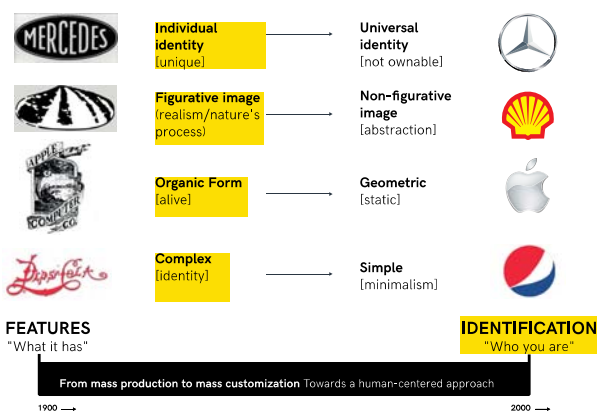 MERCEDES
Individual
identity
[unique]
Universal
identity
[not ownable]
Figurative image
(realism/nature's
process)
Non-figurative
image
[abstraction]
APPLE
COMPUTER
CO.
Organic Form
[alive]
Geometric
[static]
Pepsi-Cola
Complex
[identity]
Simple
[minimalism]
FEATURES
"What it has"
IDENTIFICATION
"Who you are"
From mass production to mass customization Towards a human-centered approach
1900
2000